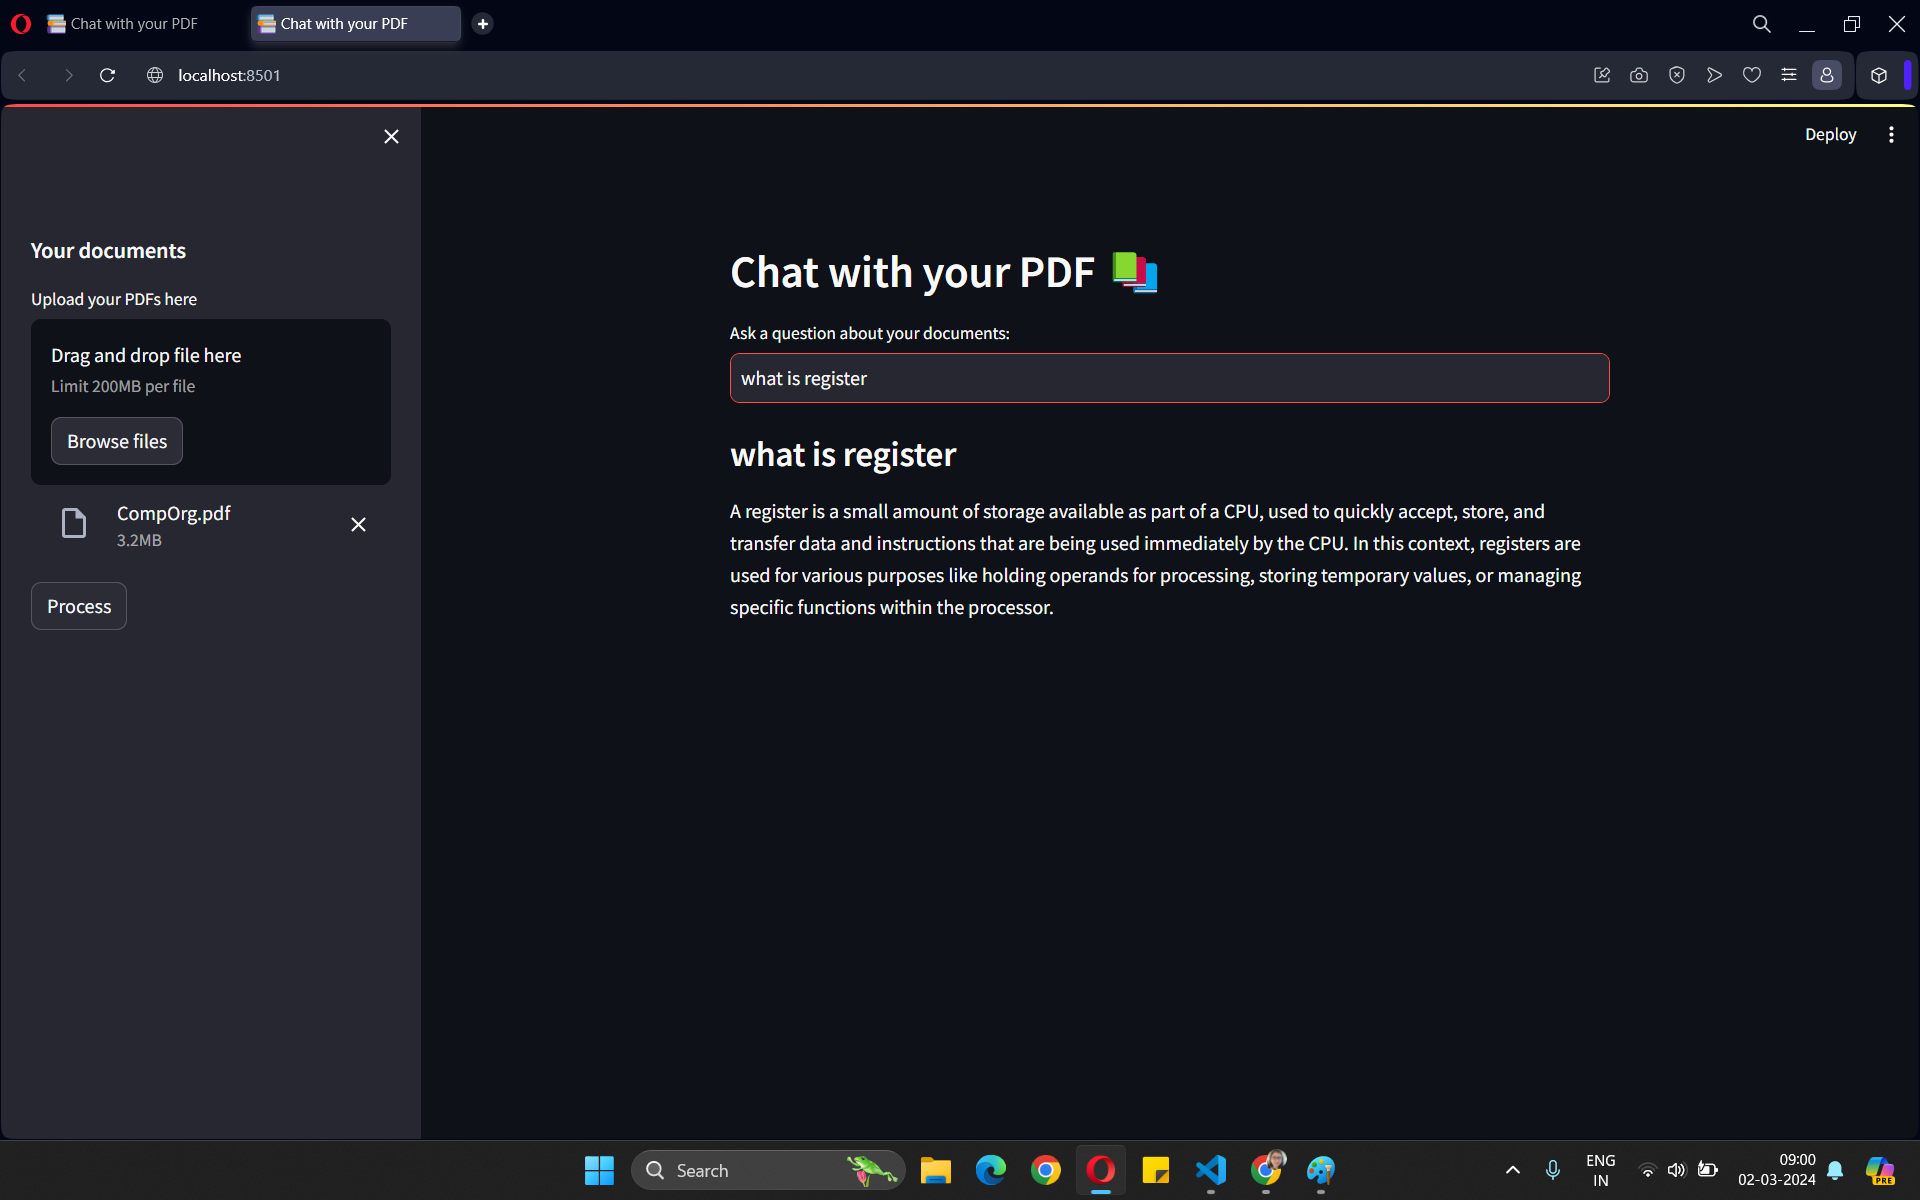 Chat with your PDF
Chat with your PDF
localhost:8501
Deploy
Your documents
Upload your PDFs here
Drag and drop file here
Limit 200MB per file
Browse files
CompOrg.pdf
3.2MB
Process
Chat with your PDF
Ask a question about your documents:
what is register
what is register
A register is a small amount of storage available as part of a CPU, used to quickly accept, store, and
transfer data and instructions that are being used immediately by the CPU. In this context, registers are
used for various purposes like holding operands for processing, storing temporary values, or managing
specific functions within the processor.
Search
ENG
IN
09:00
02-03-2024
PRE